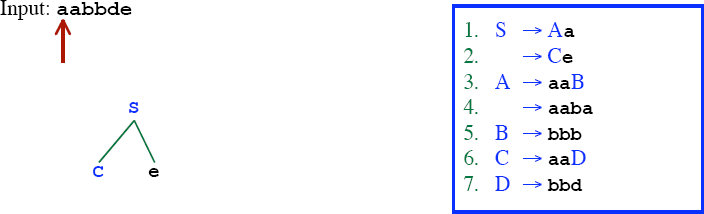 Input: aabbde
S
C e
1. S → Aa
2. → Ce
3. A → aaB
4. → aaba
5. B → bbb
6. C → aaD
7. D → bbd